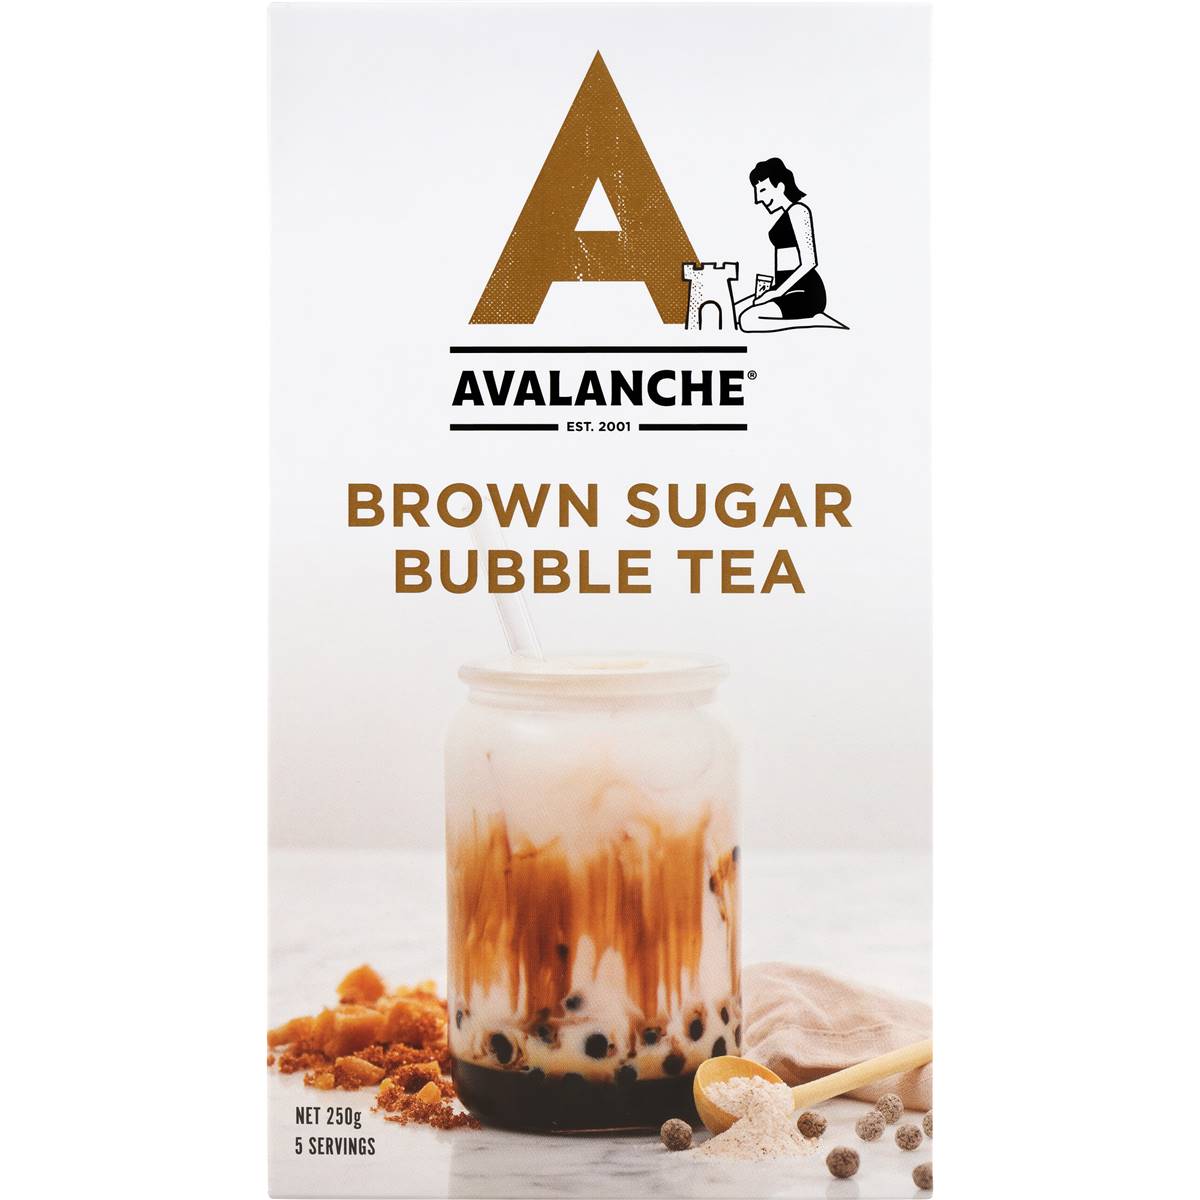 A
AVALANCHE®
EST. 2001
BROWN SUGAR
BUBBLE TEA
NET 250g
5 SERVINGS